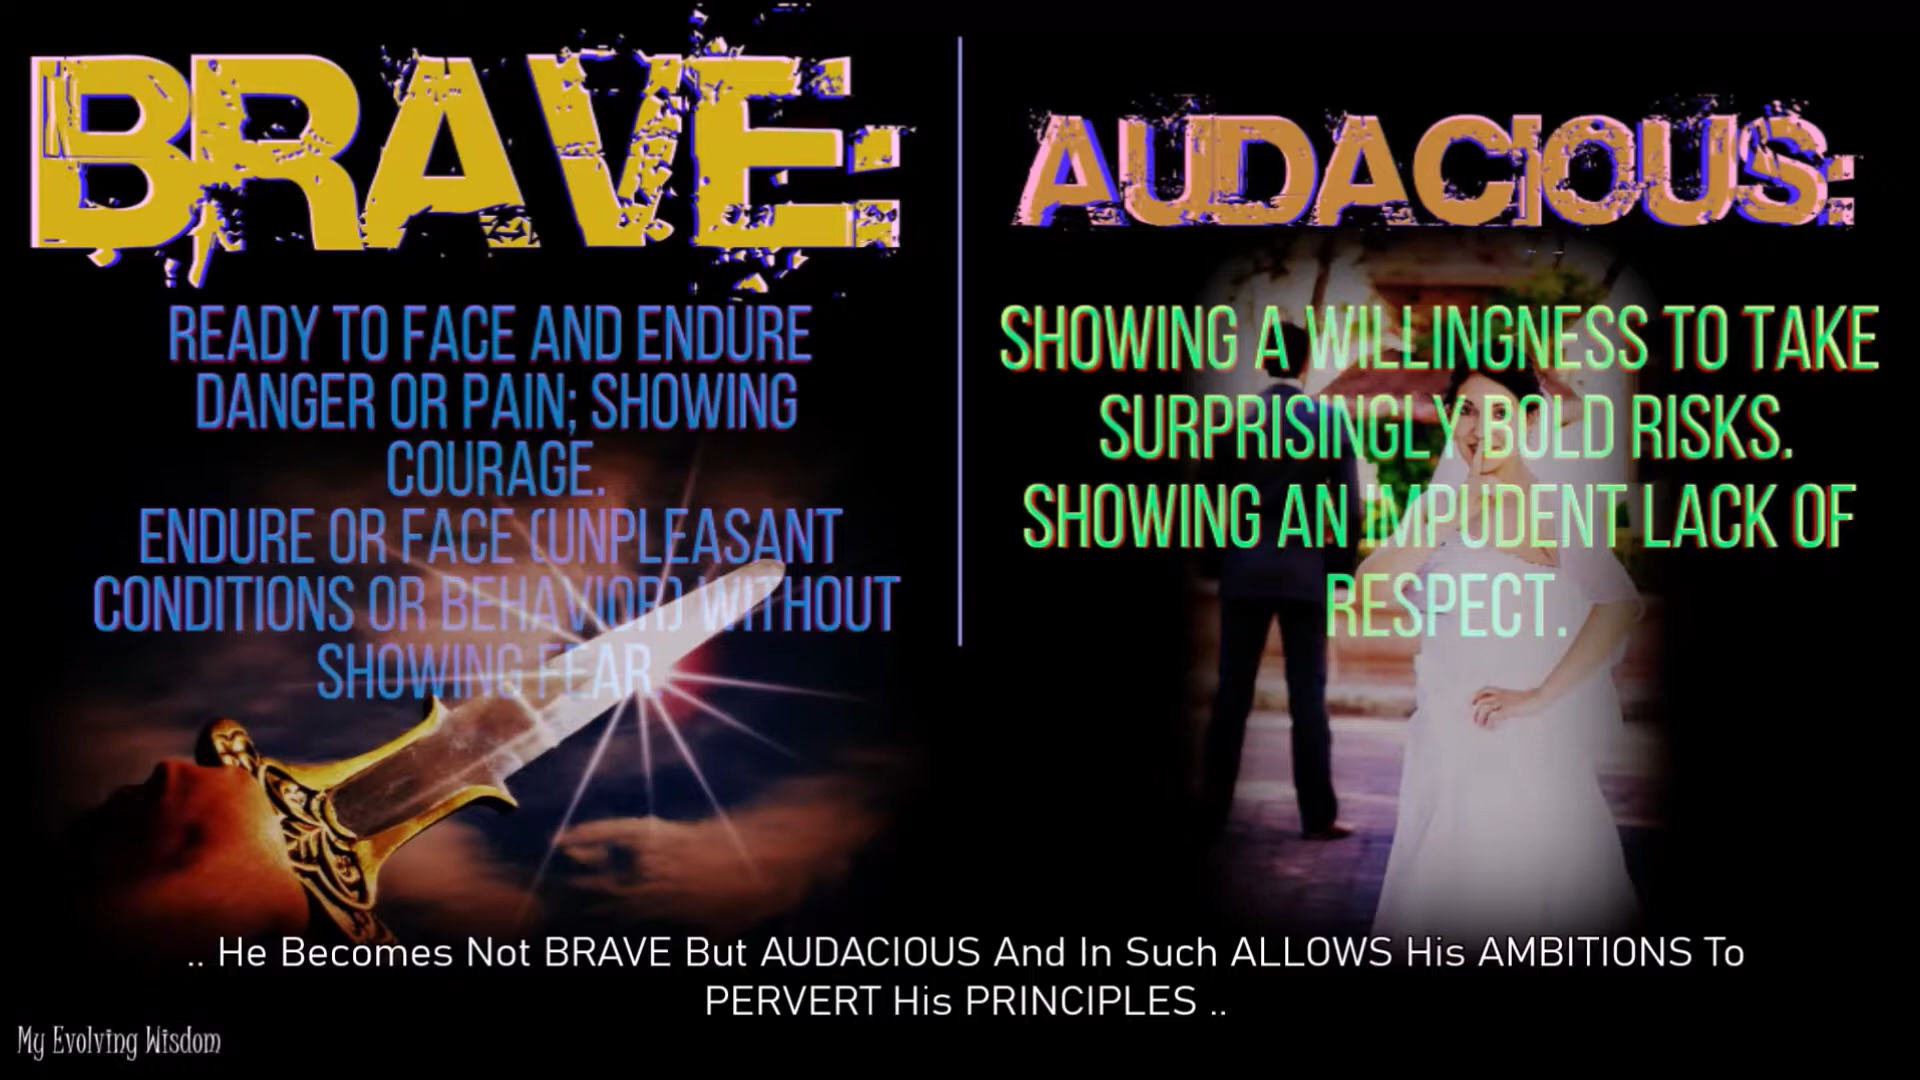 BRAVE:
READY TO FACE AND ENDURE
DANGER OR PAIN; SHOWING
COURAGE.
ENDURE OR FACE (UNPLEASANT
CONDITIONS OR BEHAVIOR) WITHOUT
SHOWING FEAR.
AUDACIOUS:
SHOWING A WILLINGNESS TO TAKE
SURPRISINGLY BOLD RISKS.
SHOWING AN IMPUDENT LACK OF
RESPECT.
.. He Becomes Not BRAVE But AUDACIOUS And In Such ALLOWS His AMBITIONS To
PERVERT His PRINCIPLES ..
My Evolving Wisdom